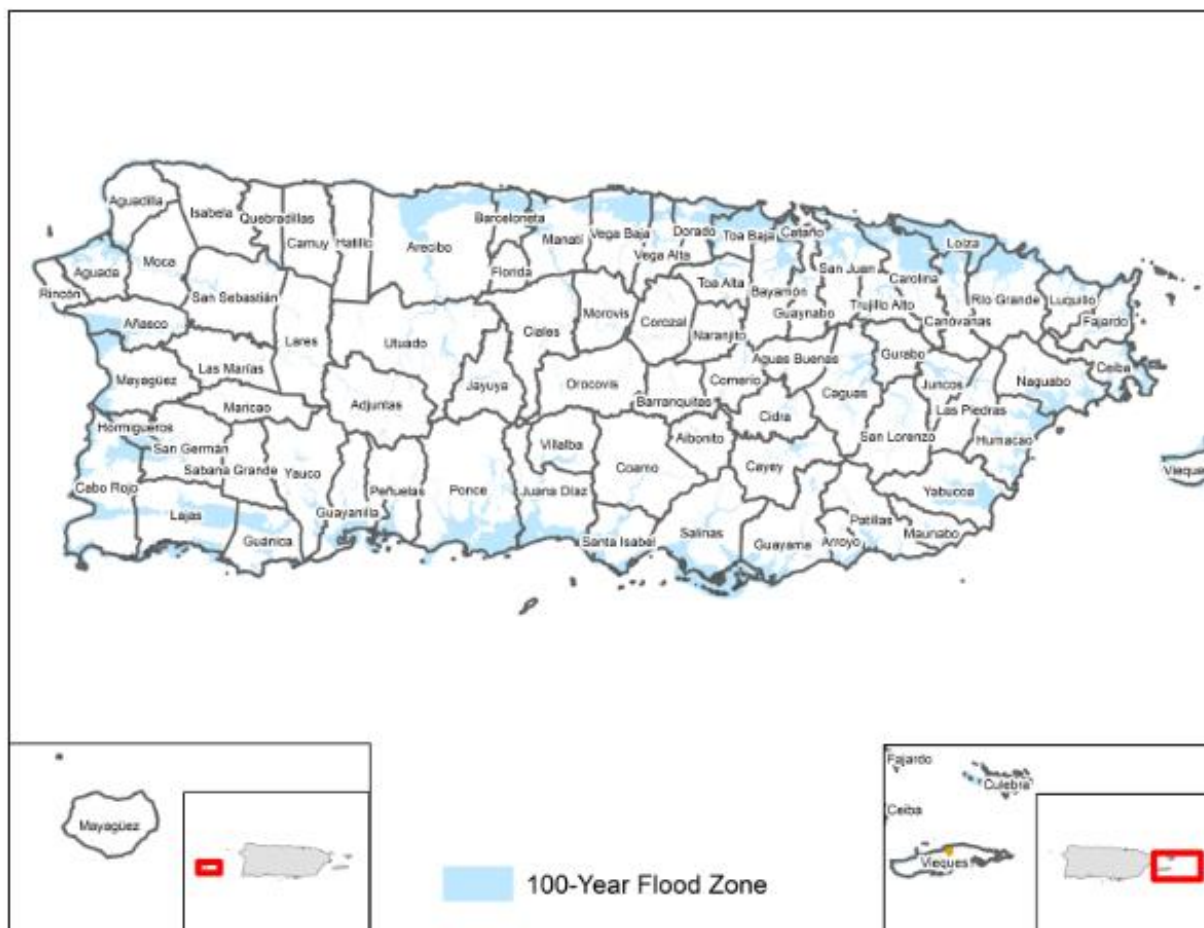 Aguadilla
Isabela
Quebradillas
Camuy
Hatillo
Arecibo
Barceloneta
Florida
Manatí
Vega Baja
Vega Alta
Dorado
Toa Baja
Cataño
Toa Alta
Bayamón
Guaynabo
San Juan
Trujillo Alto
Carolina
Loíza
Canóvanas
Río Grande
Luquillo
Fajardo
Ceiba
Rincón
Aguada
Moca
San Sebastián
Añasco
Lares
Utuado
Ciales
Morovis
Corozal
Naranjito
Aguas Buenas
Gurabo
Juncos
Naguabo
Mayagüez
Las Marías
Maricao
Adjuntas
Jayuya
Orocovis
Barranquitas
Comerío
Cidra
Caguas
San Lorenzo
Las Piedras
Humacao
Hormigueros
San Germán
Sabana Grande
Yauco
Guayanilla
Peñuelas
Ponce
Villalba
Juana Díaz
Coamo
Aibonito
Cayey
Yabucoa
Vieques
Cabo Rojo
Lajas
Guánica
Santa Isabel
Salinas
Guayama
Arroyo
Patillas
Maunabo
Mayagüez
100-Year Flood Zone
Fajardo
Culebra
Ceiba
Vieques